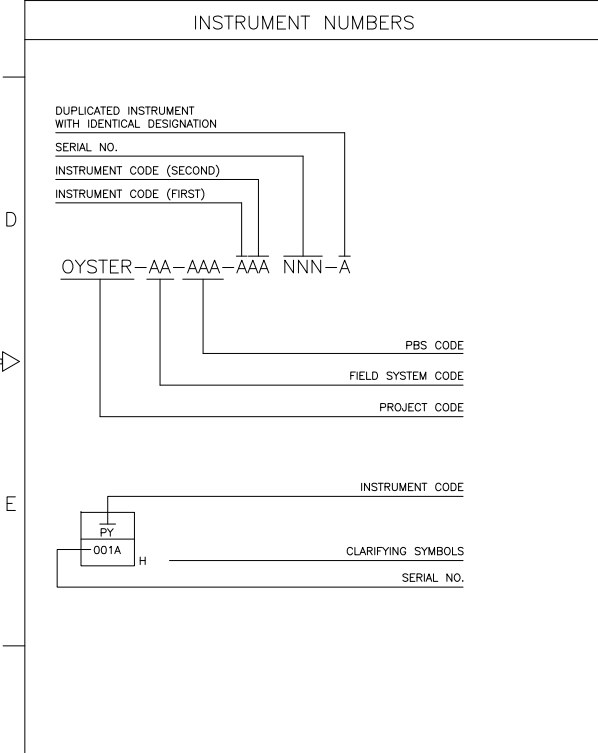 INSTRUMENT NUMBERS
DUPLICATED INSTRUMENT
WITH IDENTICAL DESIGNATION
SERIAL NO.
INSTRUMENT CODE (SECOND)
INSTRUMENT CODE (FIRST)
D
OYSTER-AA-AAA-AAA NNN-A
PBS CODE
FIELD SYSTEM CODE
PROJECT CODE
INSTRUMENT CODE
E
PY
001A
H
CLARIFYING SYMBOLS
SERIAL NO.